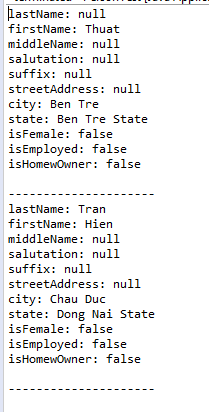 lastName: null
firstName: Thuat
middleName: null
salutation: null
suffix: null
streetAddress: null
city: Ben Tre
state: Ben Tre State
isFemale: false
isEmployed: false
isHomewOwner: false
---------------------
lastName: Tran
firstName: Hien
middleName: null
salutation: null
suffix: null
streetAddress: null
city: Chau Duc
state: Dong Nai State
isFemale: false
isEmployed: false
isHomewOwner: false
---------------------